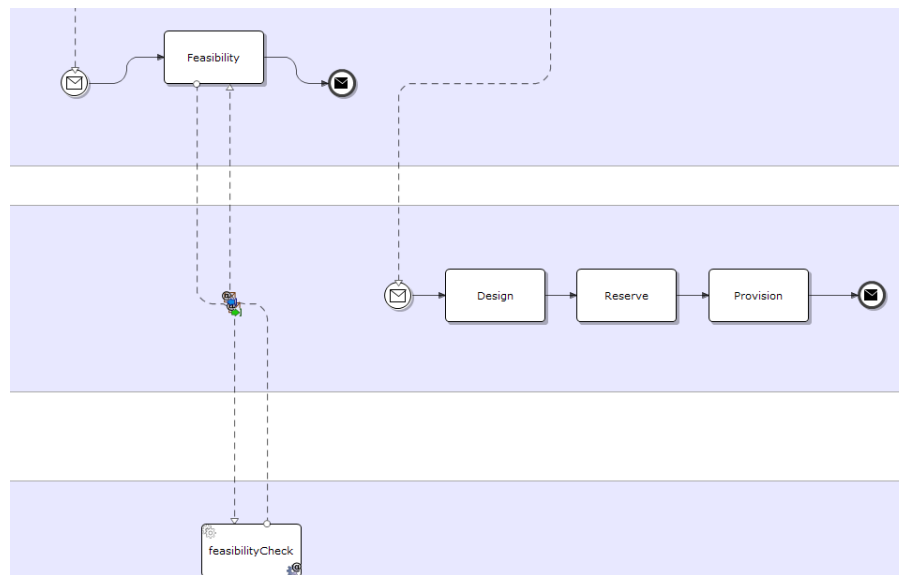 Feasibility
Design
Reserve
Provision
feasibilityCheck